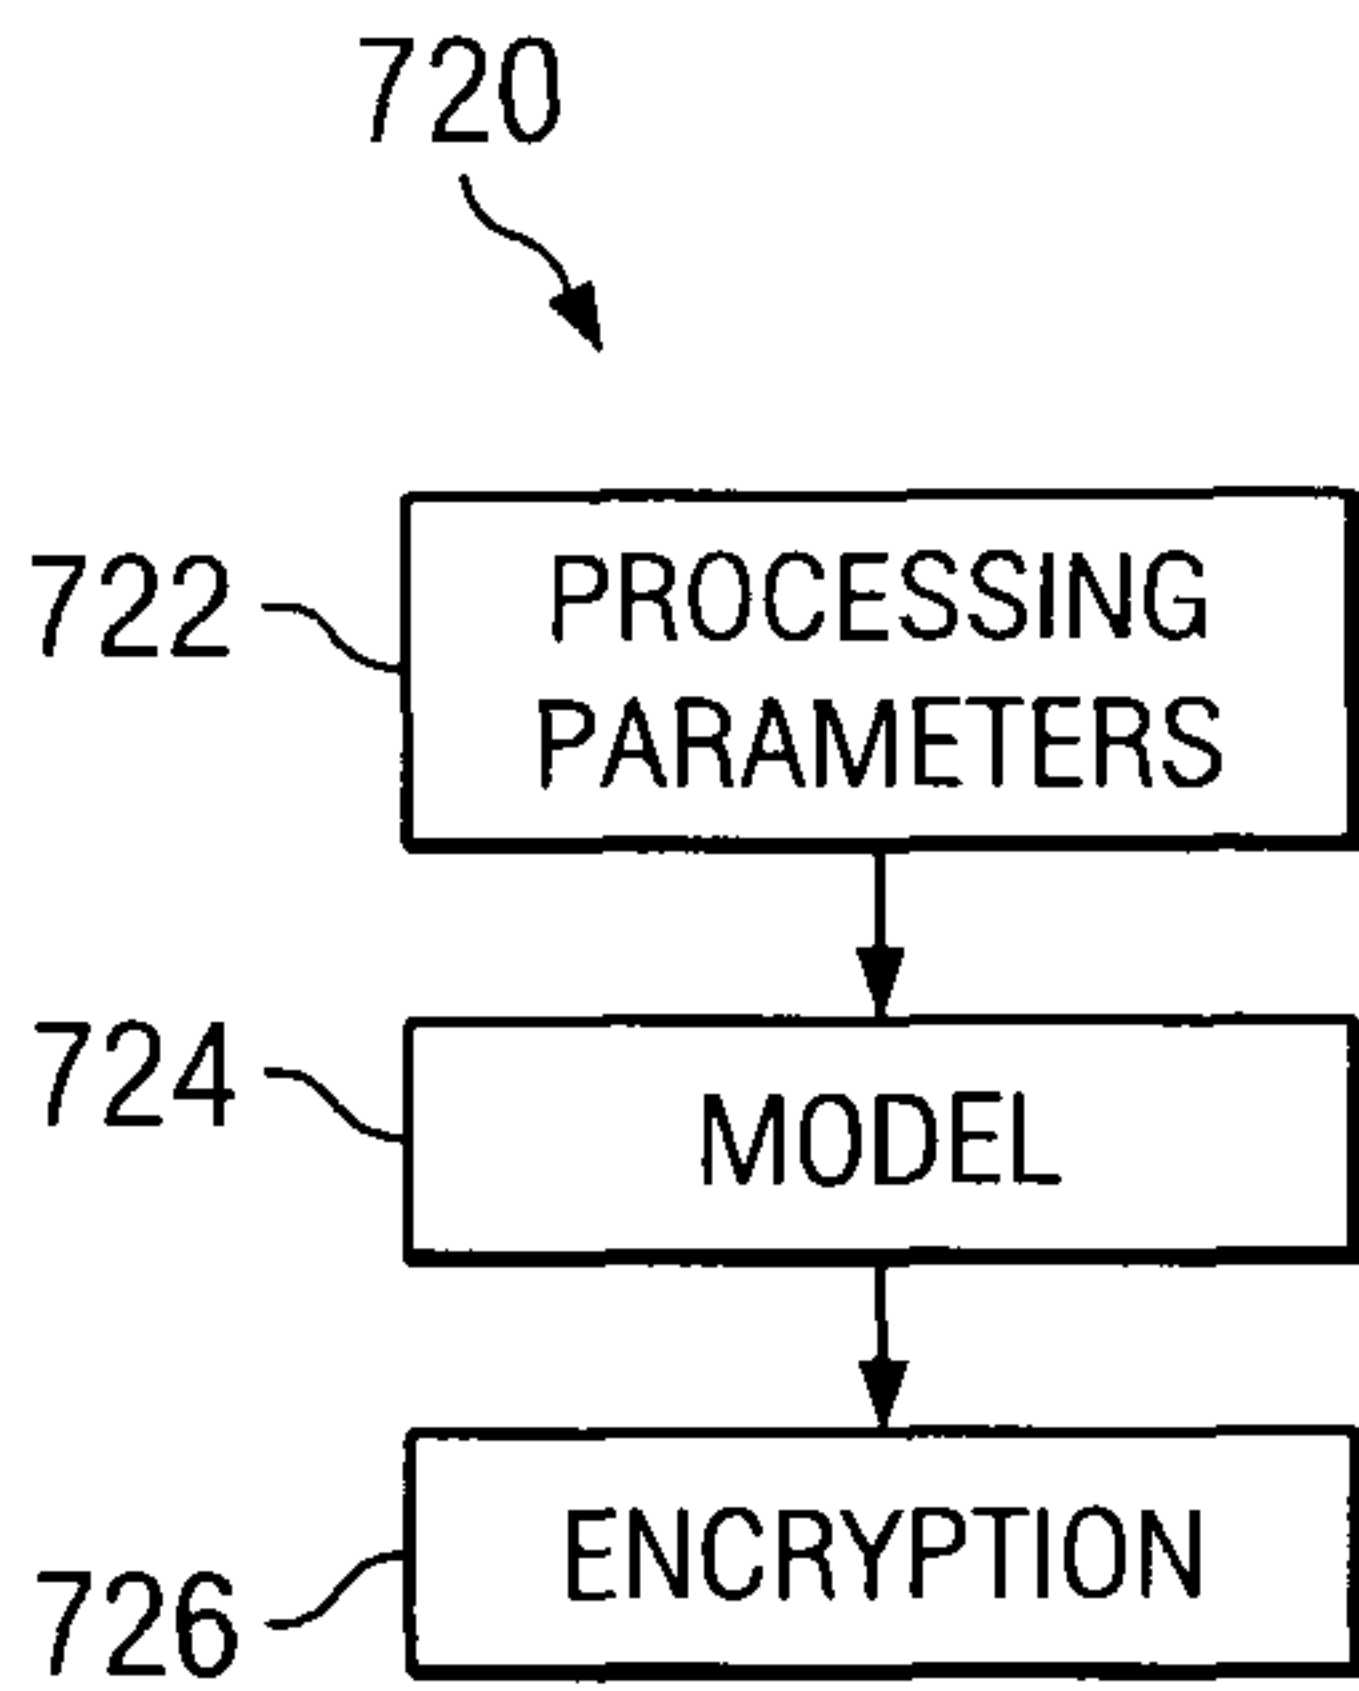 720
722
PROCESSING
PARAMETERS
724
MODEL
726
ENCRYPTION